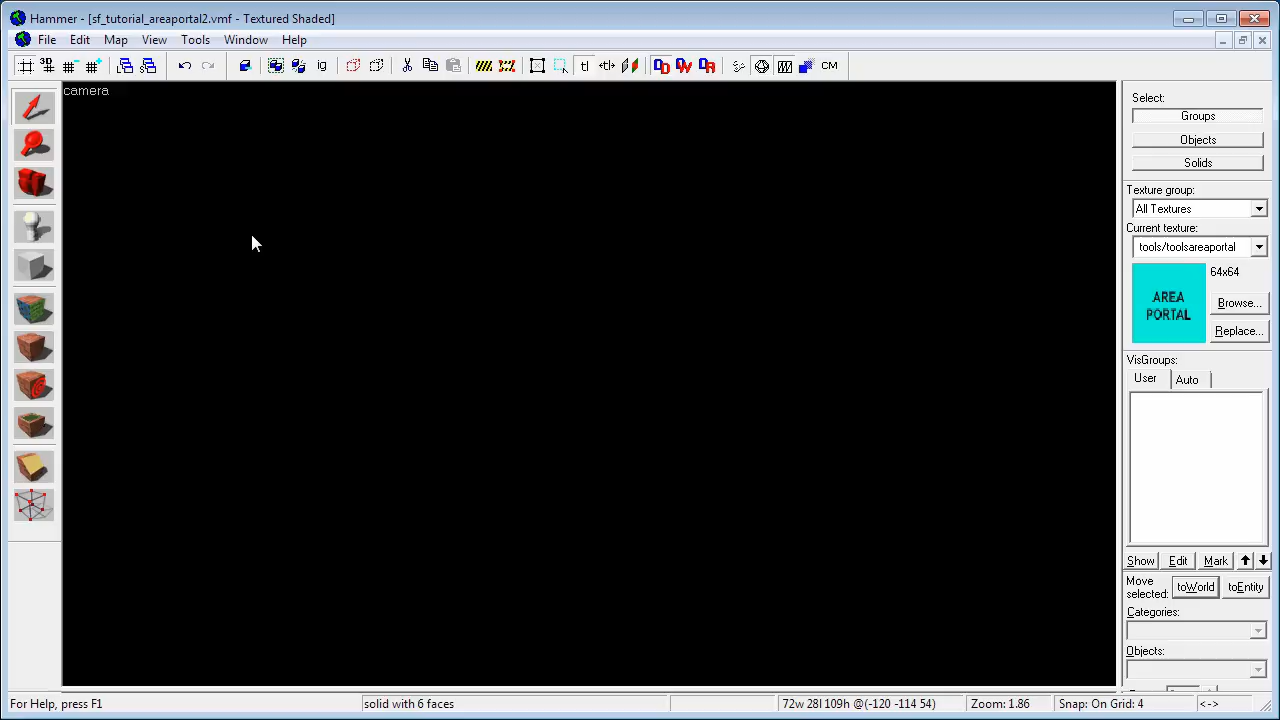 Hammer - [sf_tutorial_areaportal2.vmf - Textured Shaded]
File Edit Map View Tools Window Help
3D ig tl CM
camera
Select:
Groups
Objects
Solids
Texture group:
All Textures
Current texture:
tools/toolsareaportal
AREA PORTAL
64x64
Browse...
Replace...
VisGroups:
User Auto
Show Edit Mark
Move selected: toWorld toEntity
Categories:
Objects:
For Help, press F1 solid with 6 faces 72w 28l 109h @(-120 -114 54) Zoom: 1.86 Snap: On Grid: 4 <->